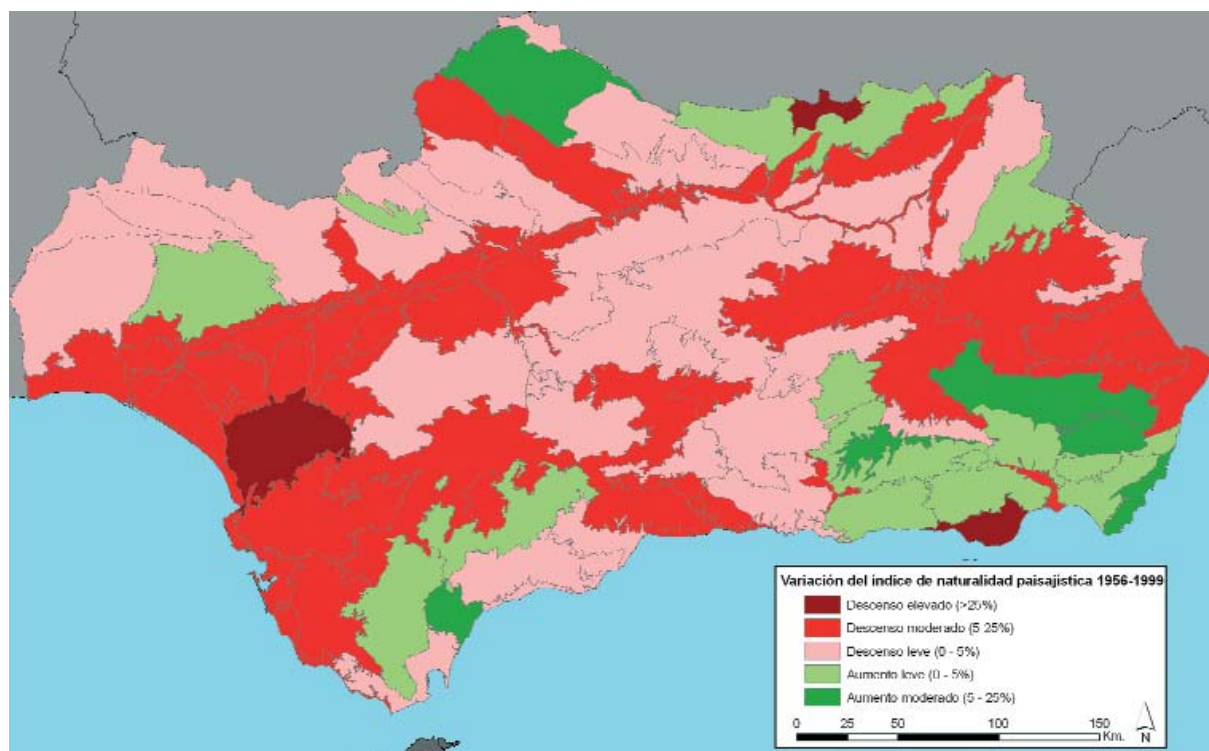 Variación del índice de naturalidad paisajística 1956-1999
Descenso elevado (>25%)
Descenso moderado (5 25%)
Descenso leve (0 - 5%)
Aumento leve (0 - 5%)
Aumento moderado (5 - 25%)
0 25 50 100 150
Km.
N